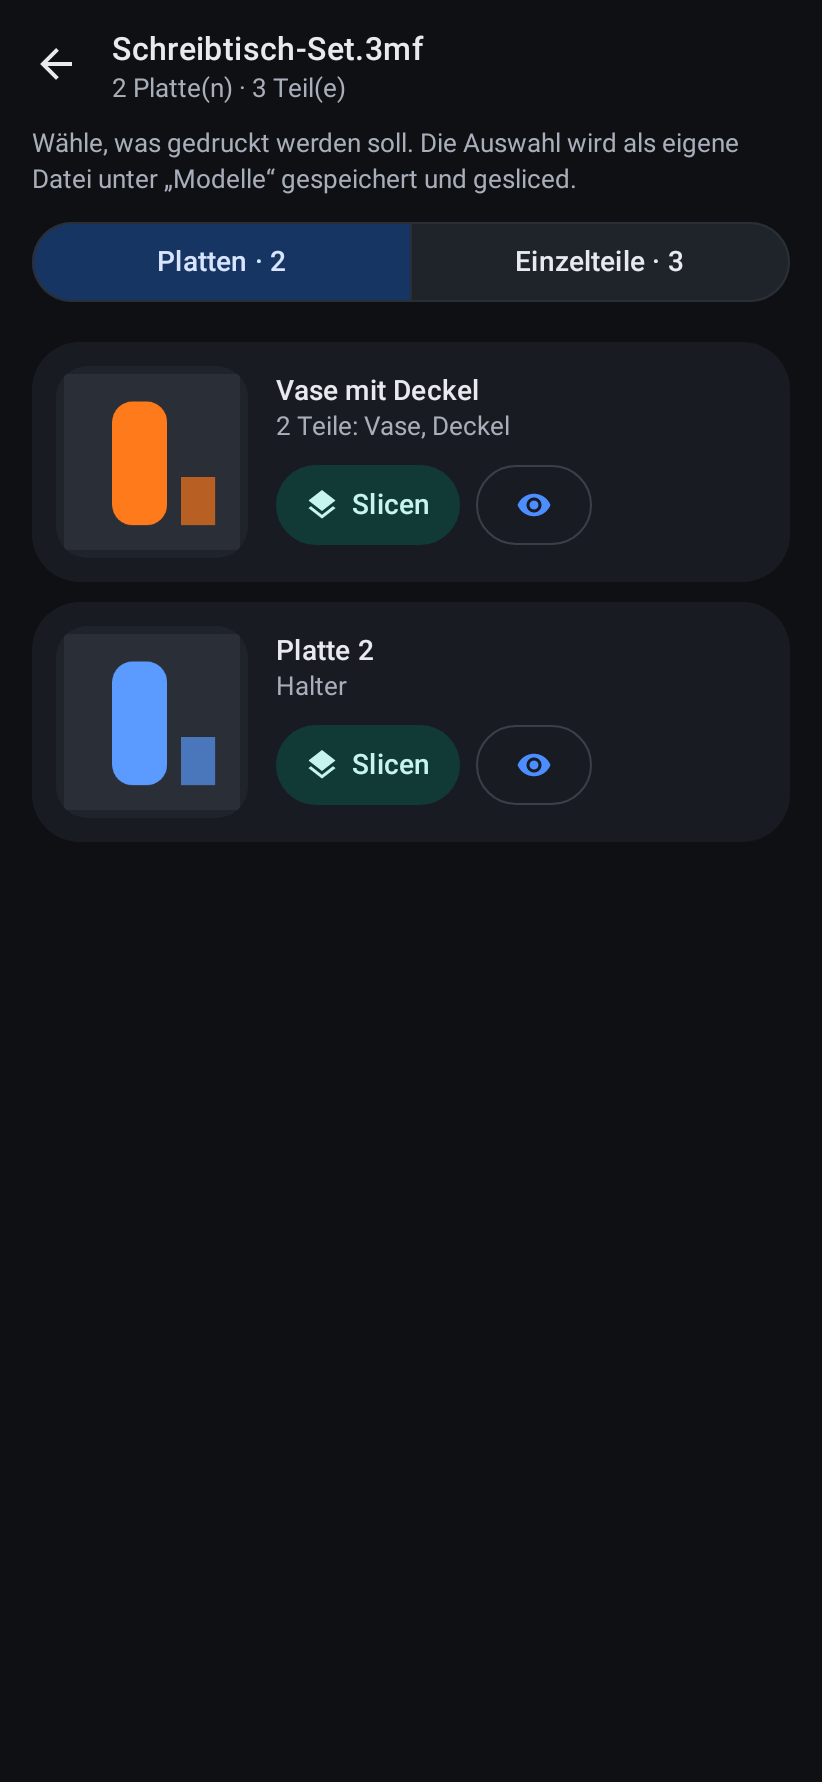 Schreibtisch-Set.3mf
2 Platte(n) · 3 Teil(e)
Wähle, was gedruckt werden soll. Die Auswahl wird als eigene
Datei unter „Modelle“ gespeichert und gesliced.
Platten · 2
Einzelteile · 3
Vase mit Deckel
2 Teile: Vase, Deckel
Slicen
Platte 2
Halter
Slicen